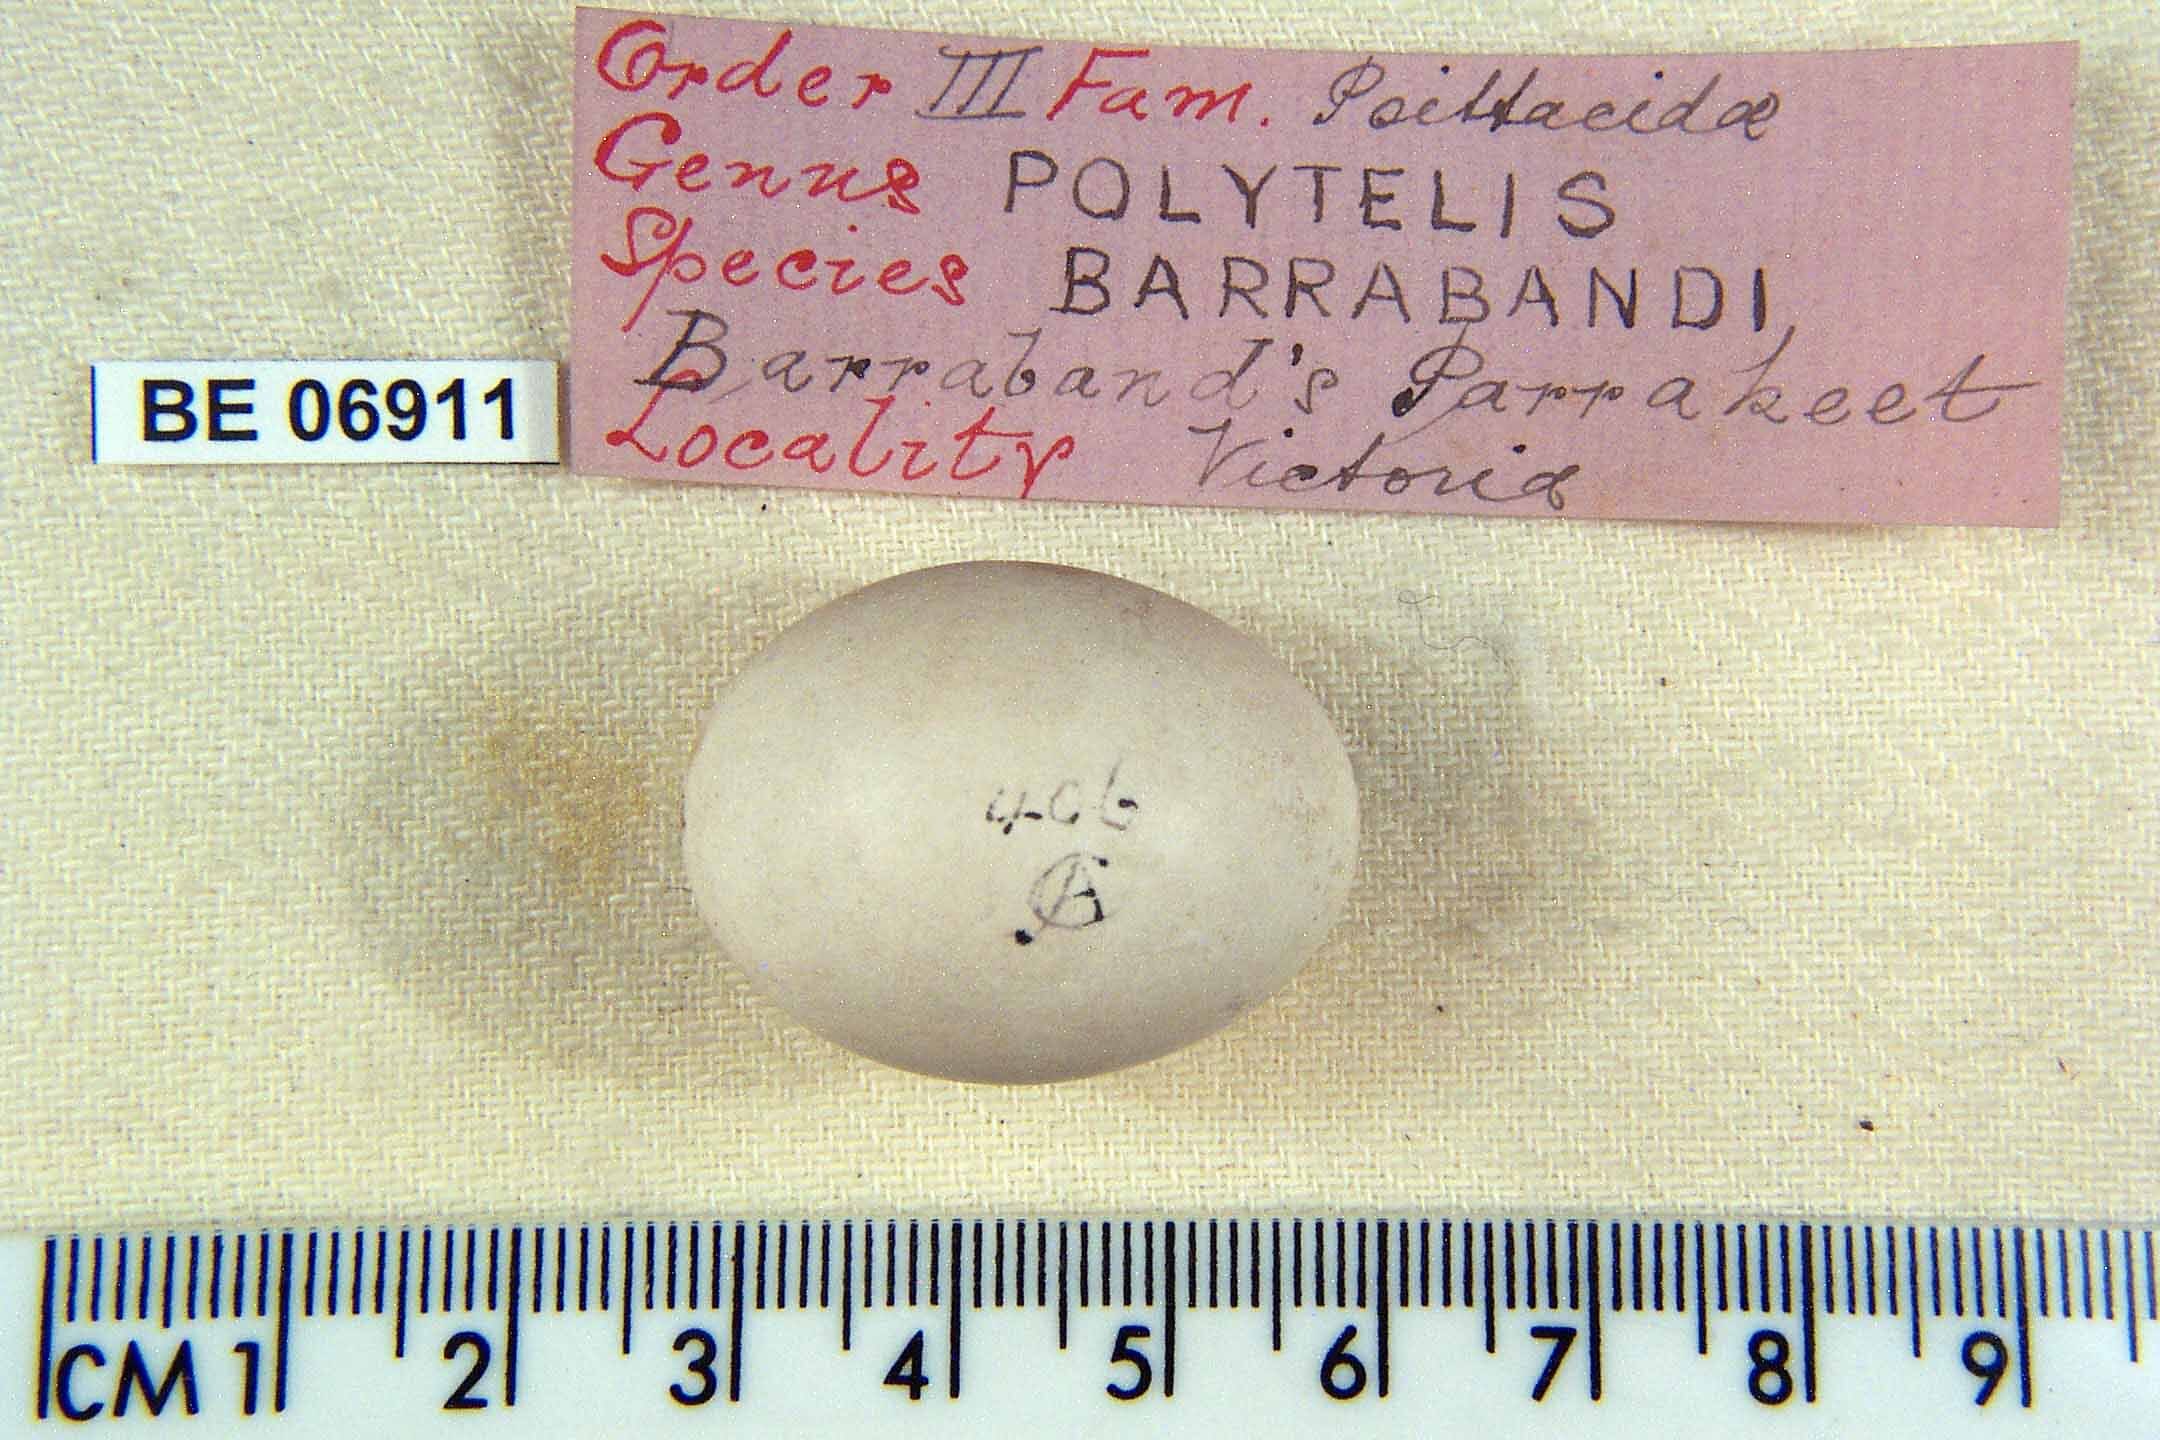 Order III Fam. Psittacidæ
Genus POLYTELIS
Species BARRABANDI,
Barraband's Parrakeet
Locality Victoria
BE 06911
406
CM 1 2 3 4 5 6 7 8 9